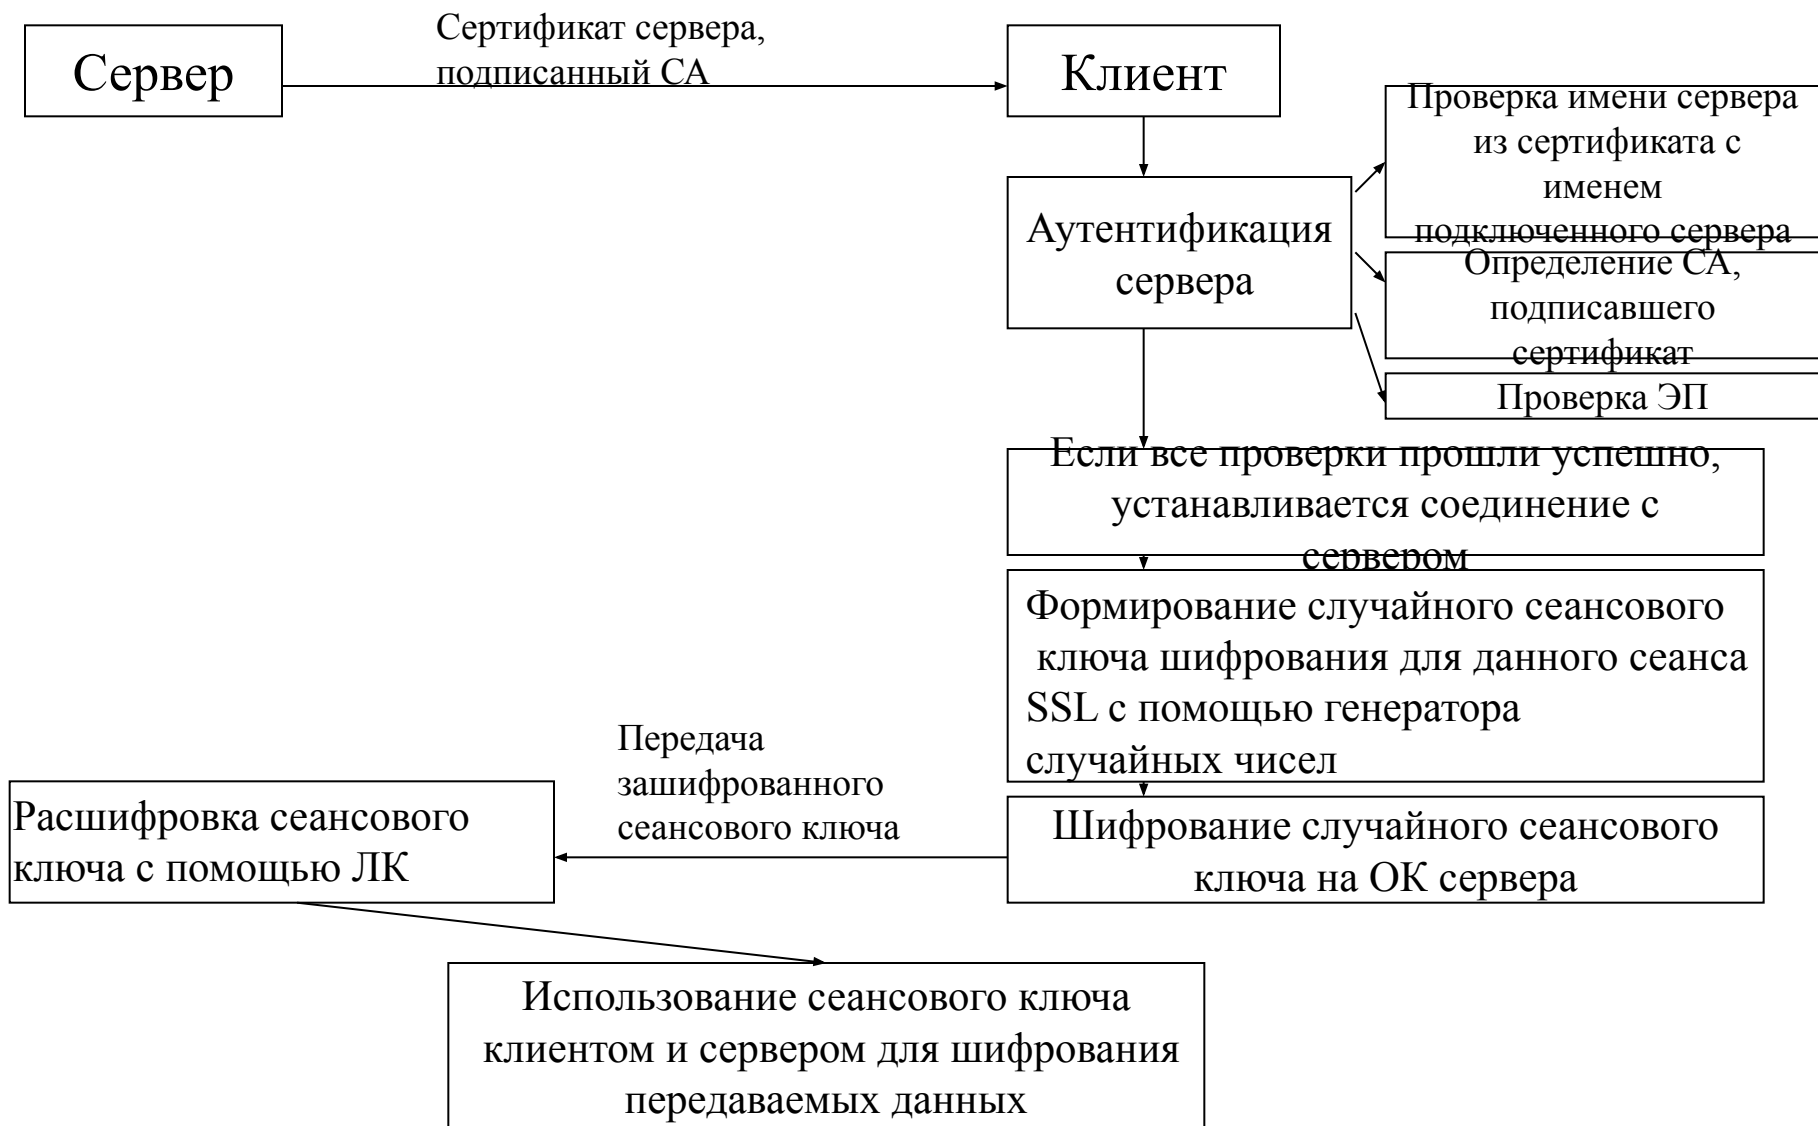 Сервер
Сертификат сервера,
подписанный СА
Клиент
Проверка имени сервера
из сертификата с
именем
подключенного сервера
Аутентификация
сервера
Определение СА,
подписавшего
сертификат
Проверка ЭП
Если все проверки прошли успешно,
устанавливается соединение с
сервером
Формирование случайного сеансового
ключа шифрования для данного сеанса
SSL с помощью генератора
случайных чисел
Передача
зашифрованного
сеансового ключа
Расшифровка сеансового
ключа с помощью ЛК
Шифрование случайного сеансового
ключа на ОК сервера
Использование сеансового ключа
клиентом и сервером для шифрования
передаваемых данных